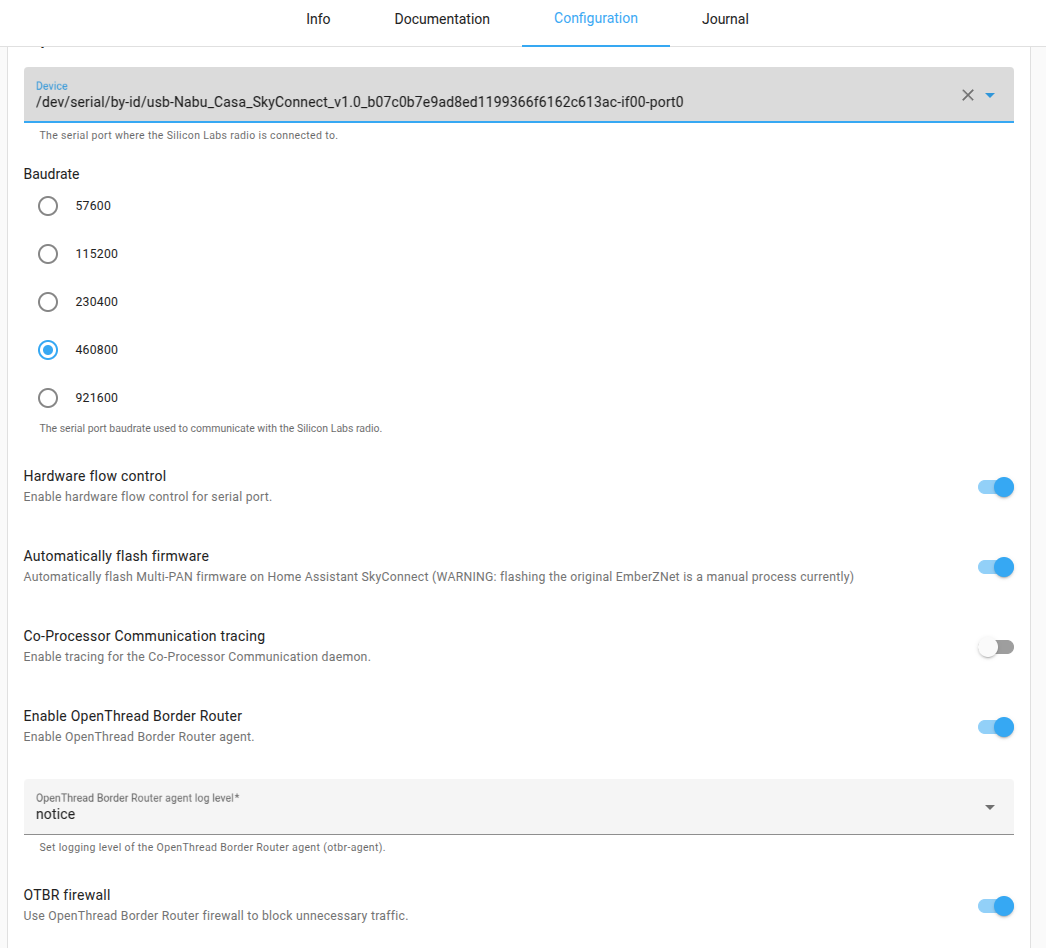 Info
Documentation
Configuration
Journal
Device
/dev/serial/by-id/usb-Nabu_Casa_SkyConnect_v1.0_b07c0b7e9ad8ed1199366f6162c613ac-if00-port0
The serial port where the Silicon Labs radio is connected to.
Baudrate
57600
115200
230400
460800
921600
The serial port baudrate used to communicate with the Silicon Labs radio.
Hardware flow control
Enable hardware flow control for serial port.
Automatically flash firmware
Automatically flash Multi-PAN firmware on Home Assistant SkyConnect (WARNING: flashing the original EmberZNet is a manual process currently)
Co-Processor Communication tracing
Enable tracing for the Co-Processor Communication daemon.
Enable OpenThread Border Router
Enable OpenThread Border Router agent.
OpenThread Border Router agent log level*
notice
Set logging level of the OpenThread Border Router agent (otbr-agent).
OTBR firewall
Use OpenThread Border Router firewall to block unnecessary traffic.